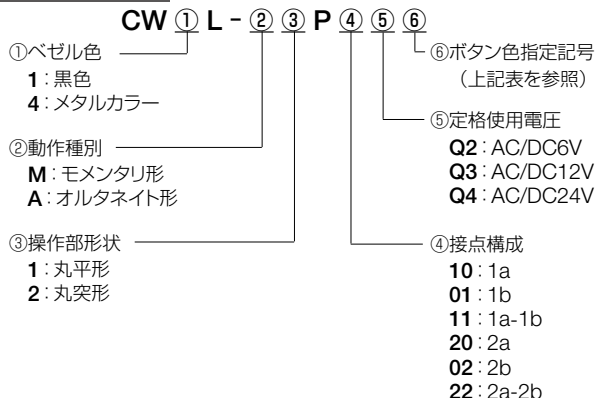 CW ① L - ② ③ P ④ ⑤ ⑥
①ベゼル色
1：黒色
4：メタルカラー
②動作種別
M：モメンタリ形
A：オルタネイト形
③操作部形状
1：丸平形
2：丸突形
⑥ボタン色指定記号
（上記表を参照）
⑤定格使用電圧
Q2：AC/DC6V
Q3：AC/DC12V
Q4：AC/DC24V
④接点構成
10：1a
01：1b
11：1a-1b
20：2a
02：2b
22：2a-2b